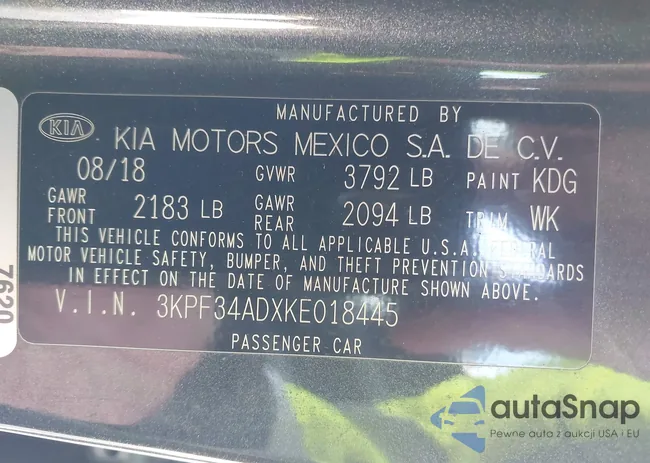 MANUFACTURED BY
KIA KIA MOTORS MEXICO S.A. DE C.V.
08/18 GVWR 3792 LB PAINT KDG
GAWR FRONT 2183 LB GAWR REAR 2094 LB TRIM WK
THIS VEHICLE CONFORMS TO ALL APPLICABLE U.S.A. FEDERAL
MOTOR VEHICLE SAFETY, BUMPER, AND THEFT PREVENTION STANDARDS
IN EFFECT ON THE DATE OF MANUFACTURE SHOWN ABOVE.
V.I.N. 3KPF34ADXKE018445
PASSENGER CAR
7620
autoSnap
Pewne auta z aukcji USA i EU